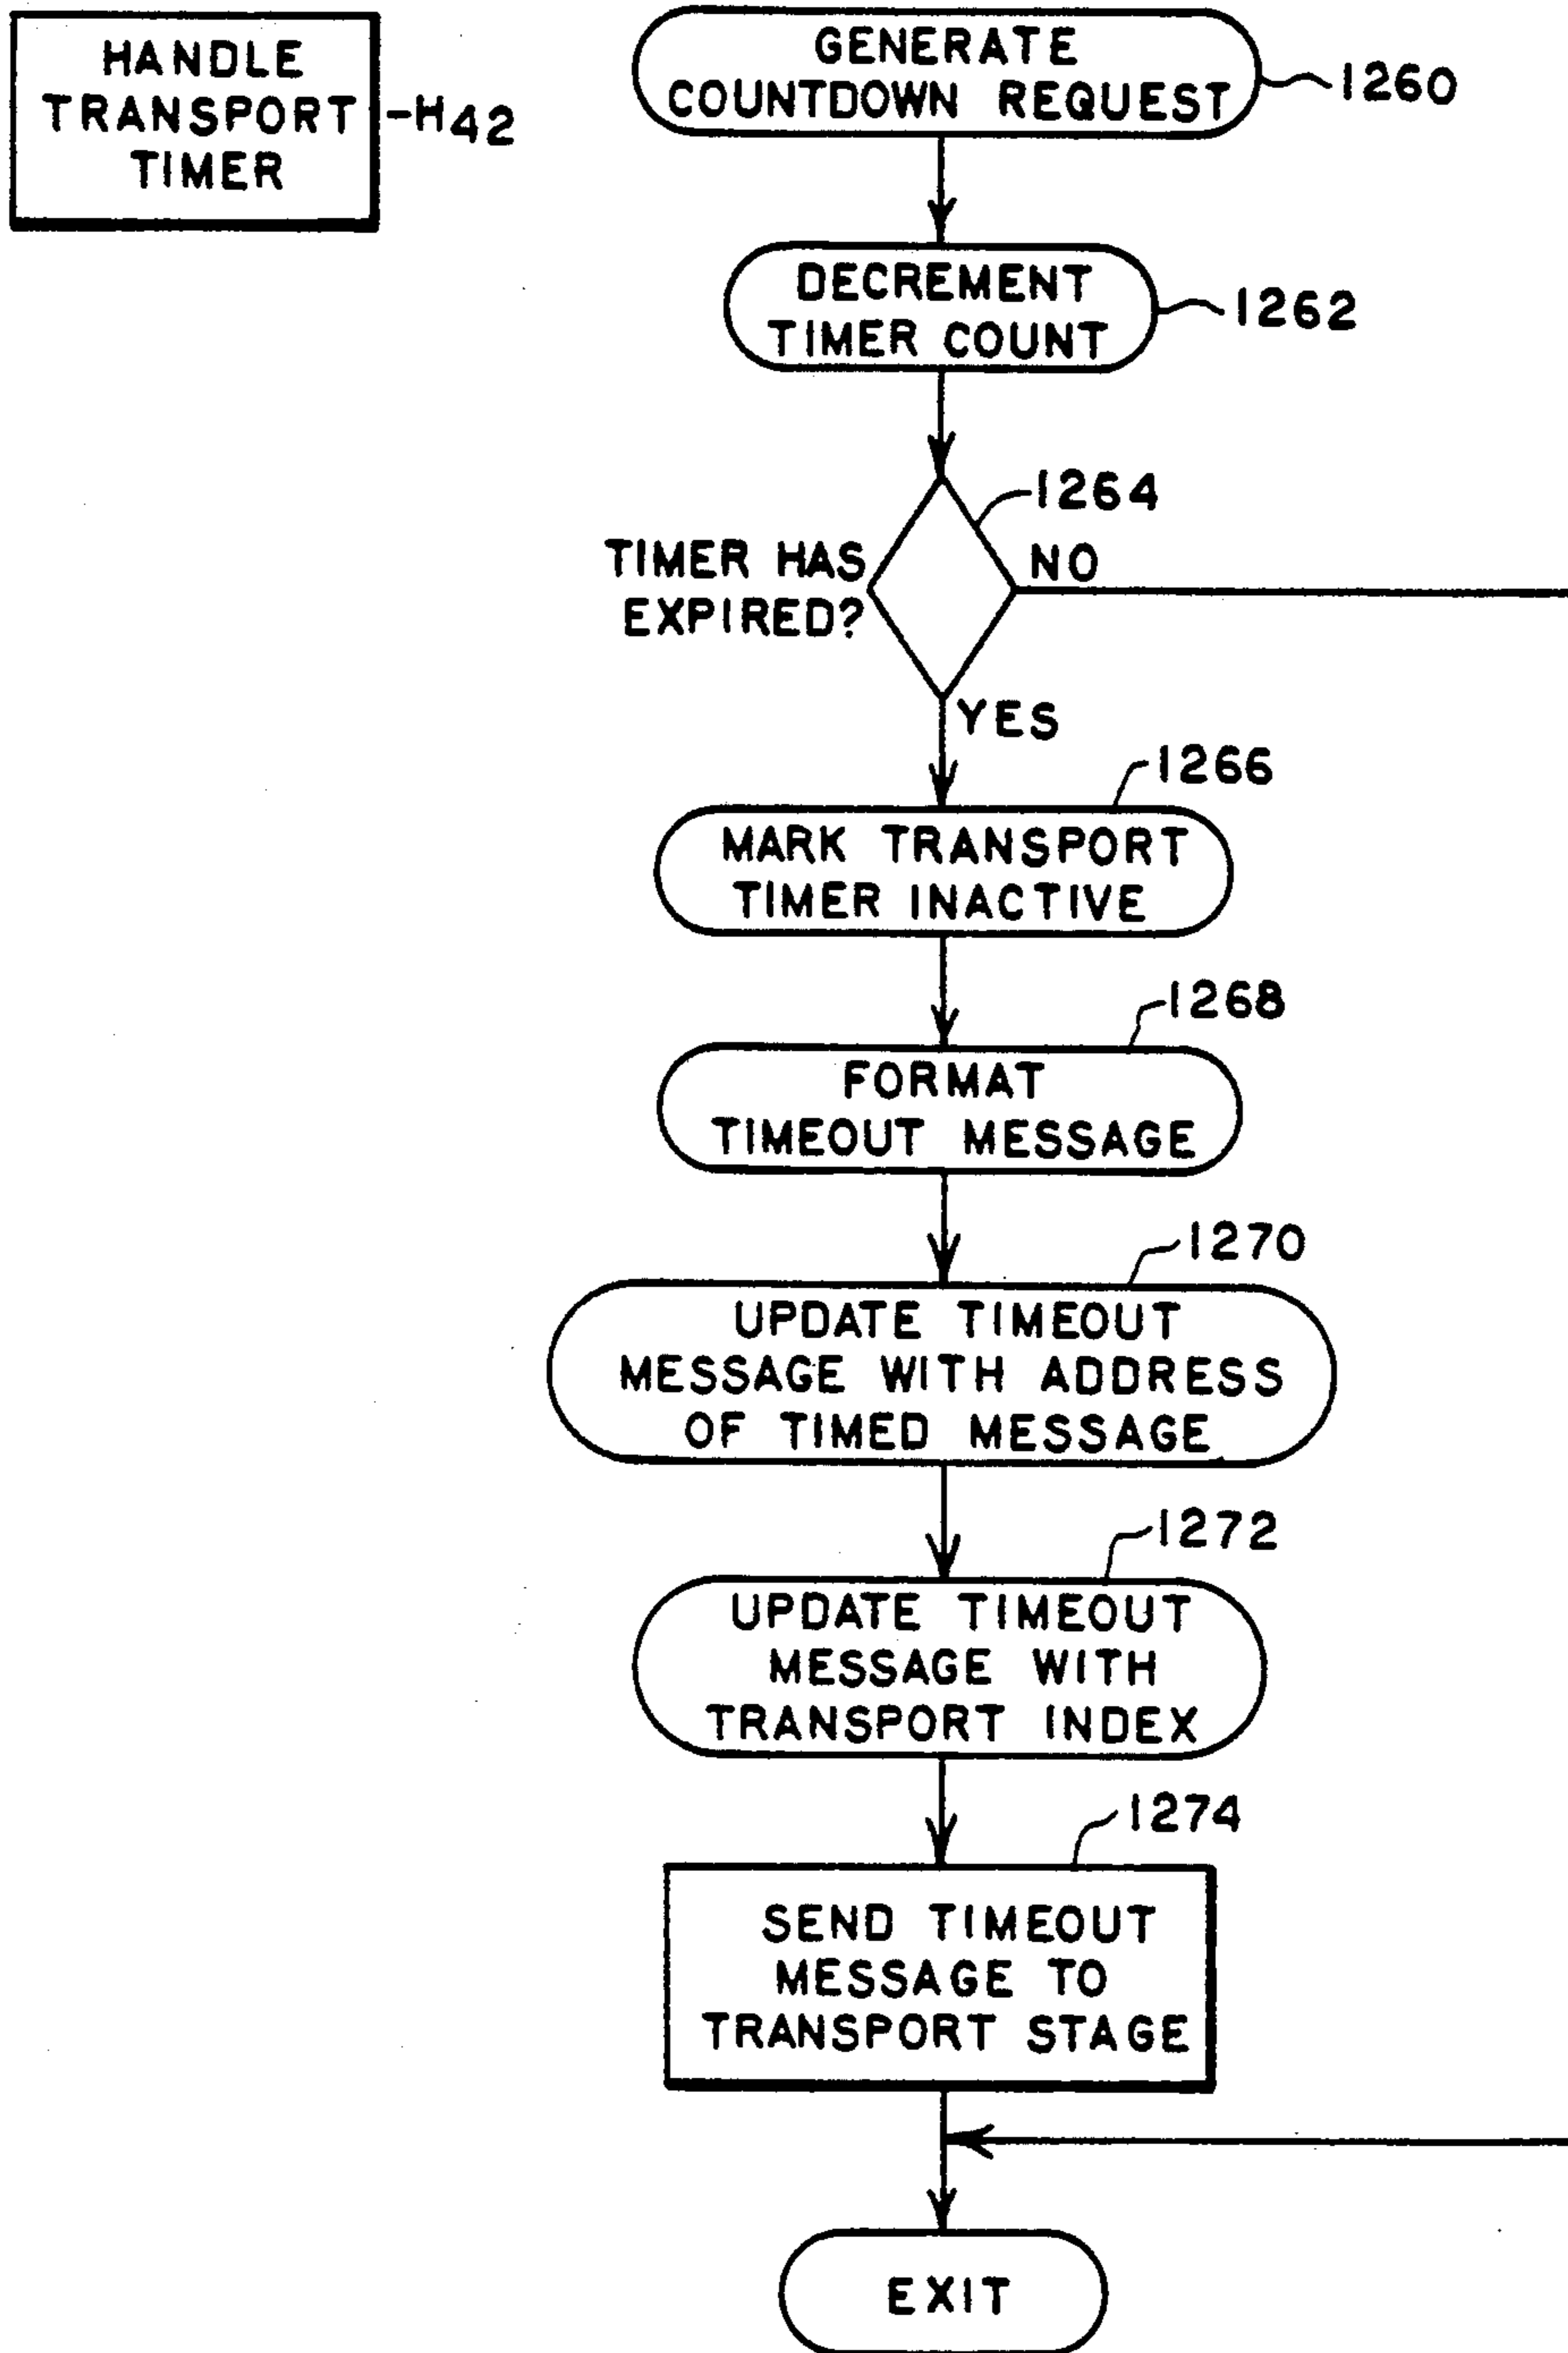 HANDLE
TRANSPORT
TIMER
-H42
GENERATE
COUNTDOWN REQUEST
1260
DECREMENT
TIMER COUNT
1262
1264
TIMER HAS
EXPIRED?
NO
YES
1266
MARK TRANSPORT
TIMER INACTIVE
1268
FORMAT
TIMEOUT MESSAGE
1270
UPDATE TIMEOUT
MESSAGE WITH ADDRESS
OF TIMED MESSAGE
1272
UPDATE TIMEOUT
MESSAGE WITH
TRANSPORT INDEX
1274
SEND TIMEOUT
MESSAGE TO
TRANSPORT STAGE
EXIT